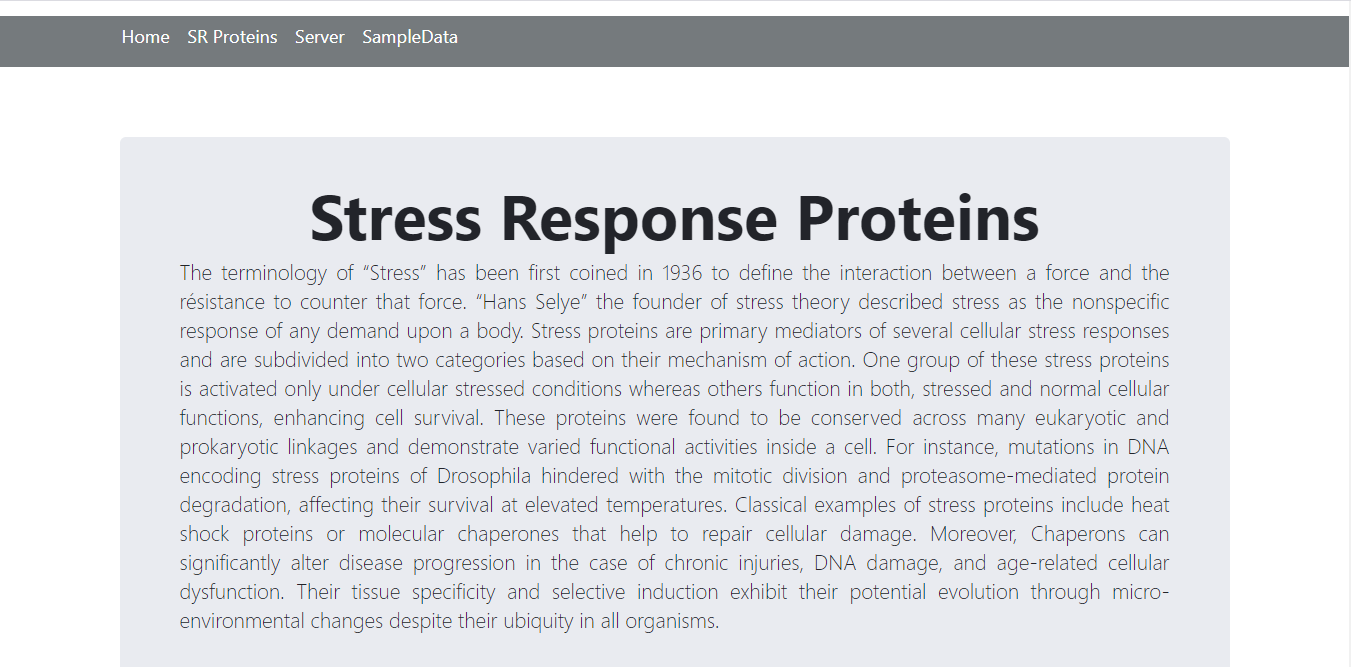 Home SR Proteins Server SampleData
Stress Response Proteins
The terminology of “Stress” has been first coined in 1936 to define the interaction between a force and the
résistance to counter that force. “Hans Selye” the founder of stress theory described stress as the nonspecific
response of any demand upon a body. Stress proteins are primary mediators of several cellular stress responses
and are subdivided into two categories based on their mechanism of action. One group of these stress proteins
is activated only under cellular stressed conditions whereas others function in both, stressed and normal cellular
functions, enhancing cell survival. These proteins were found to be conserved across many eukaryotic and
prokaryotic linkages and demonstrate varied functional activities inside a cell. For instance, mutations in DNA
encoding stress proteins of Drosophila hindered with the mitotic division and proteasome-mediated protein
degradation, affecting their survival at elevated temperatures. Classical examples of stress proteins include heat
shock proteins or molecular chaperones that help to repair cellular damage. Moreover, Chaperons can
significantly alter disease progression in the case of chronic injuries, DNA damage, and age-related cellular
dysfunction. Their tissue specificity and selective induction exhibit their potential evolution through micro-
environmental changes despite their ubiquity in all organisms.